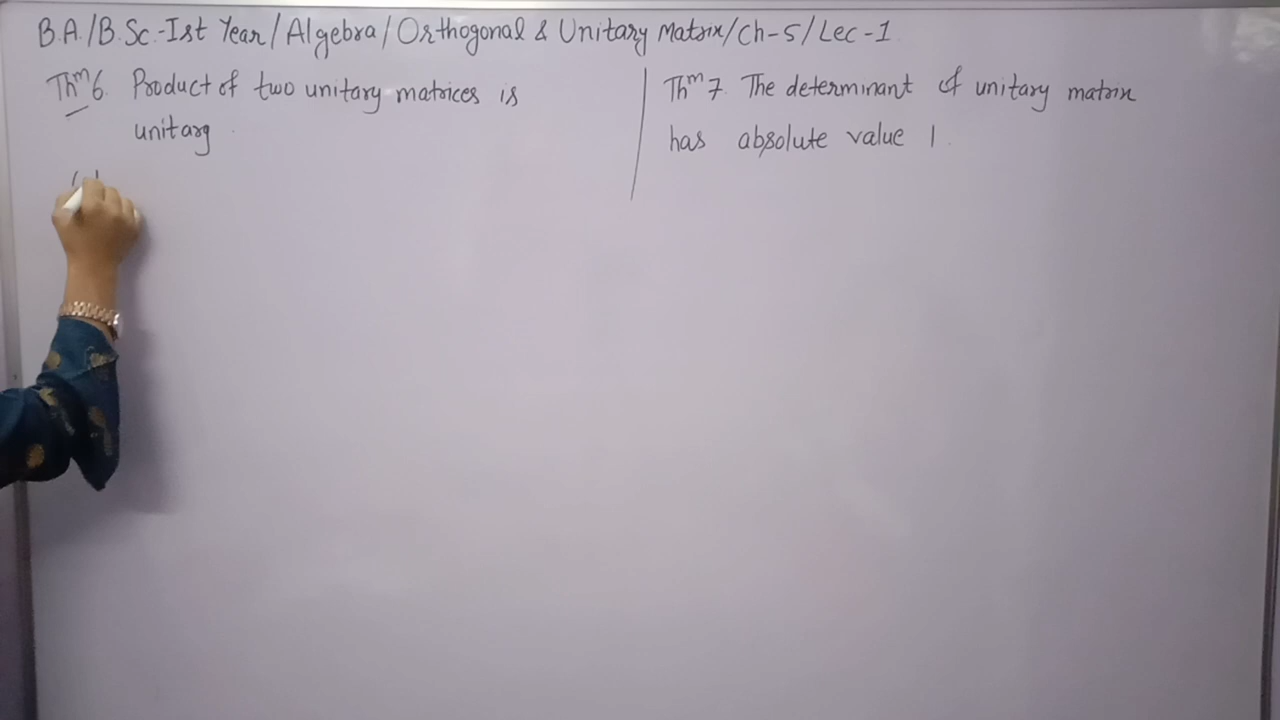 B.A./B.Sc.-Ist Year/Algebra/Orthogonal & Unitary Matrix/Ch-5/Lec-1
Thm 6. Product of two unitary matrices is
unitary.
Thm 7. The determinant of unitary matrix
has absolute value 1.